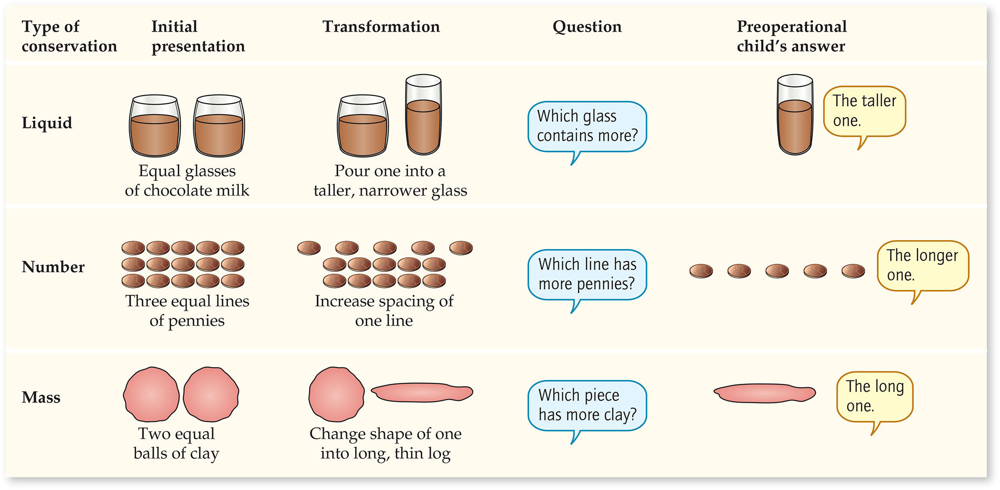 Type of
conservation
Initial
presentation
Transformation
Question
Preoperational
child's answer
Liquid
Equal glasses
of chocolate milk
Pour one into a
taller, narrower glass
Which glass
contains more?
The taller
one.
Number
Three equal lines
of pennies
Increase spacing of
one line
Which line has
more pennies?
The longer
one.
Mass
Two equal
balls of clay
Change shape of one
into long, thin log
Which piece
has more clay?
The long
one.